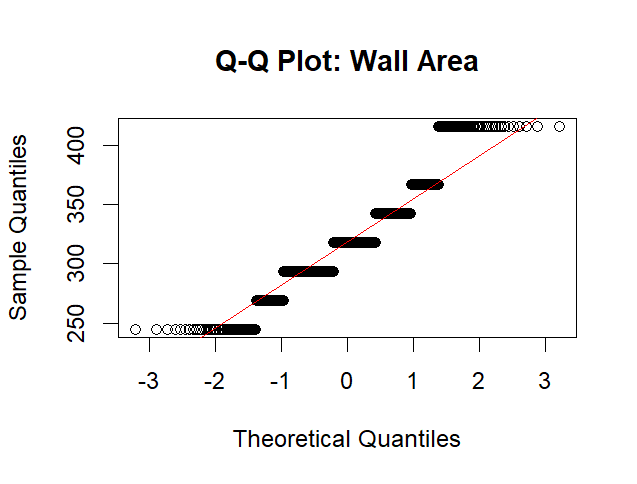 Q-Q Plot: Wall Area
Sample Quantiles
400
350
300
250
-3 -2 -1 0 1 2 3
Theoretical Quantiles